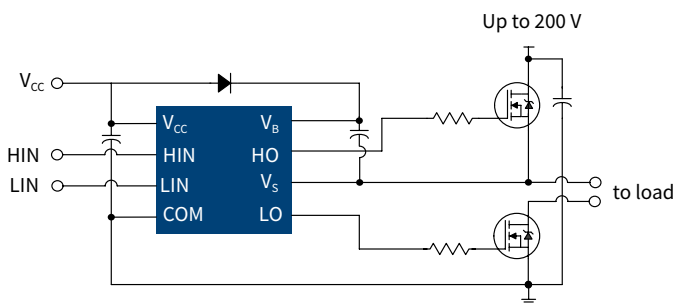 Up to 200 V
VCC
VCC
VB
HIN
HIN
HO
LIN
LIN
VS
to load
COM
LO